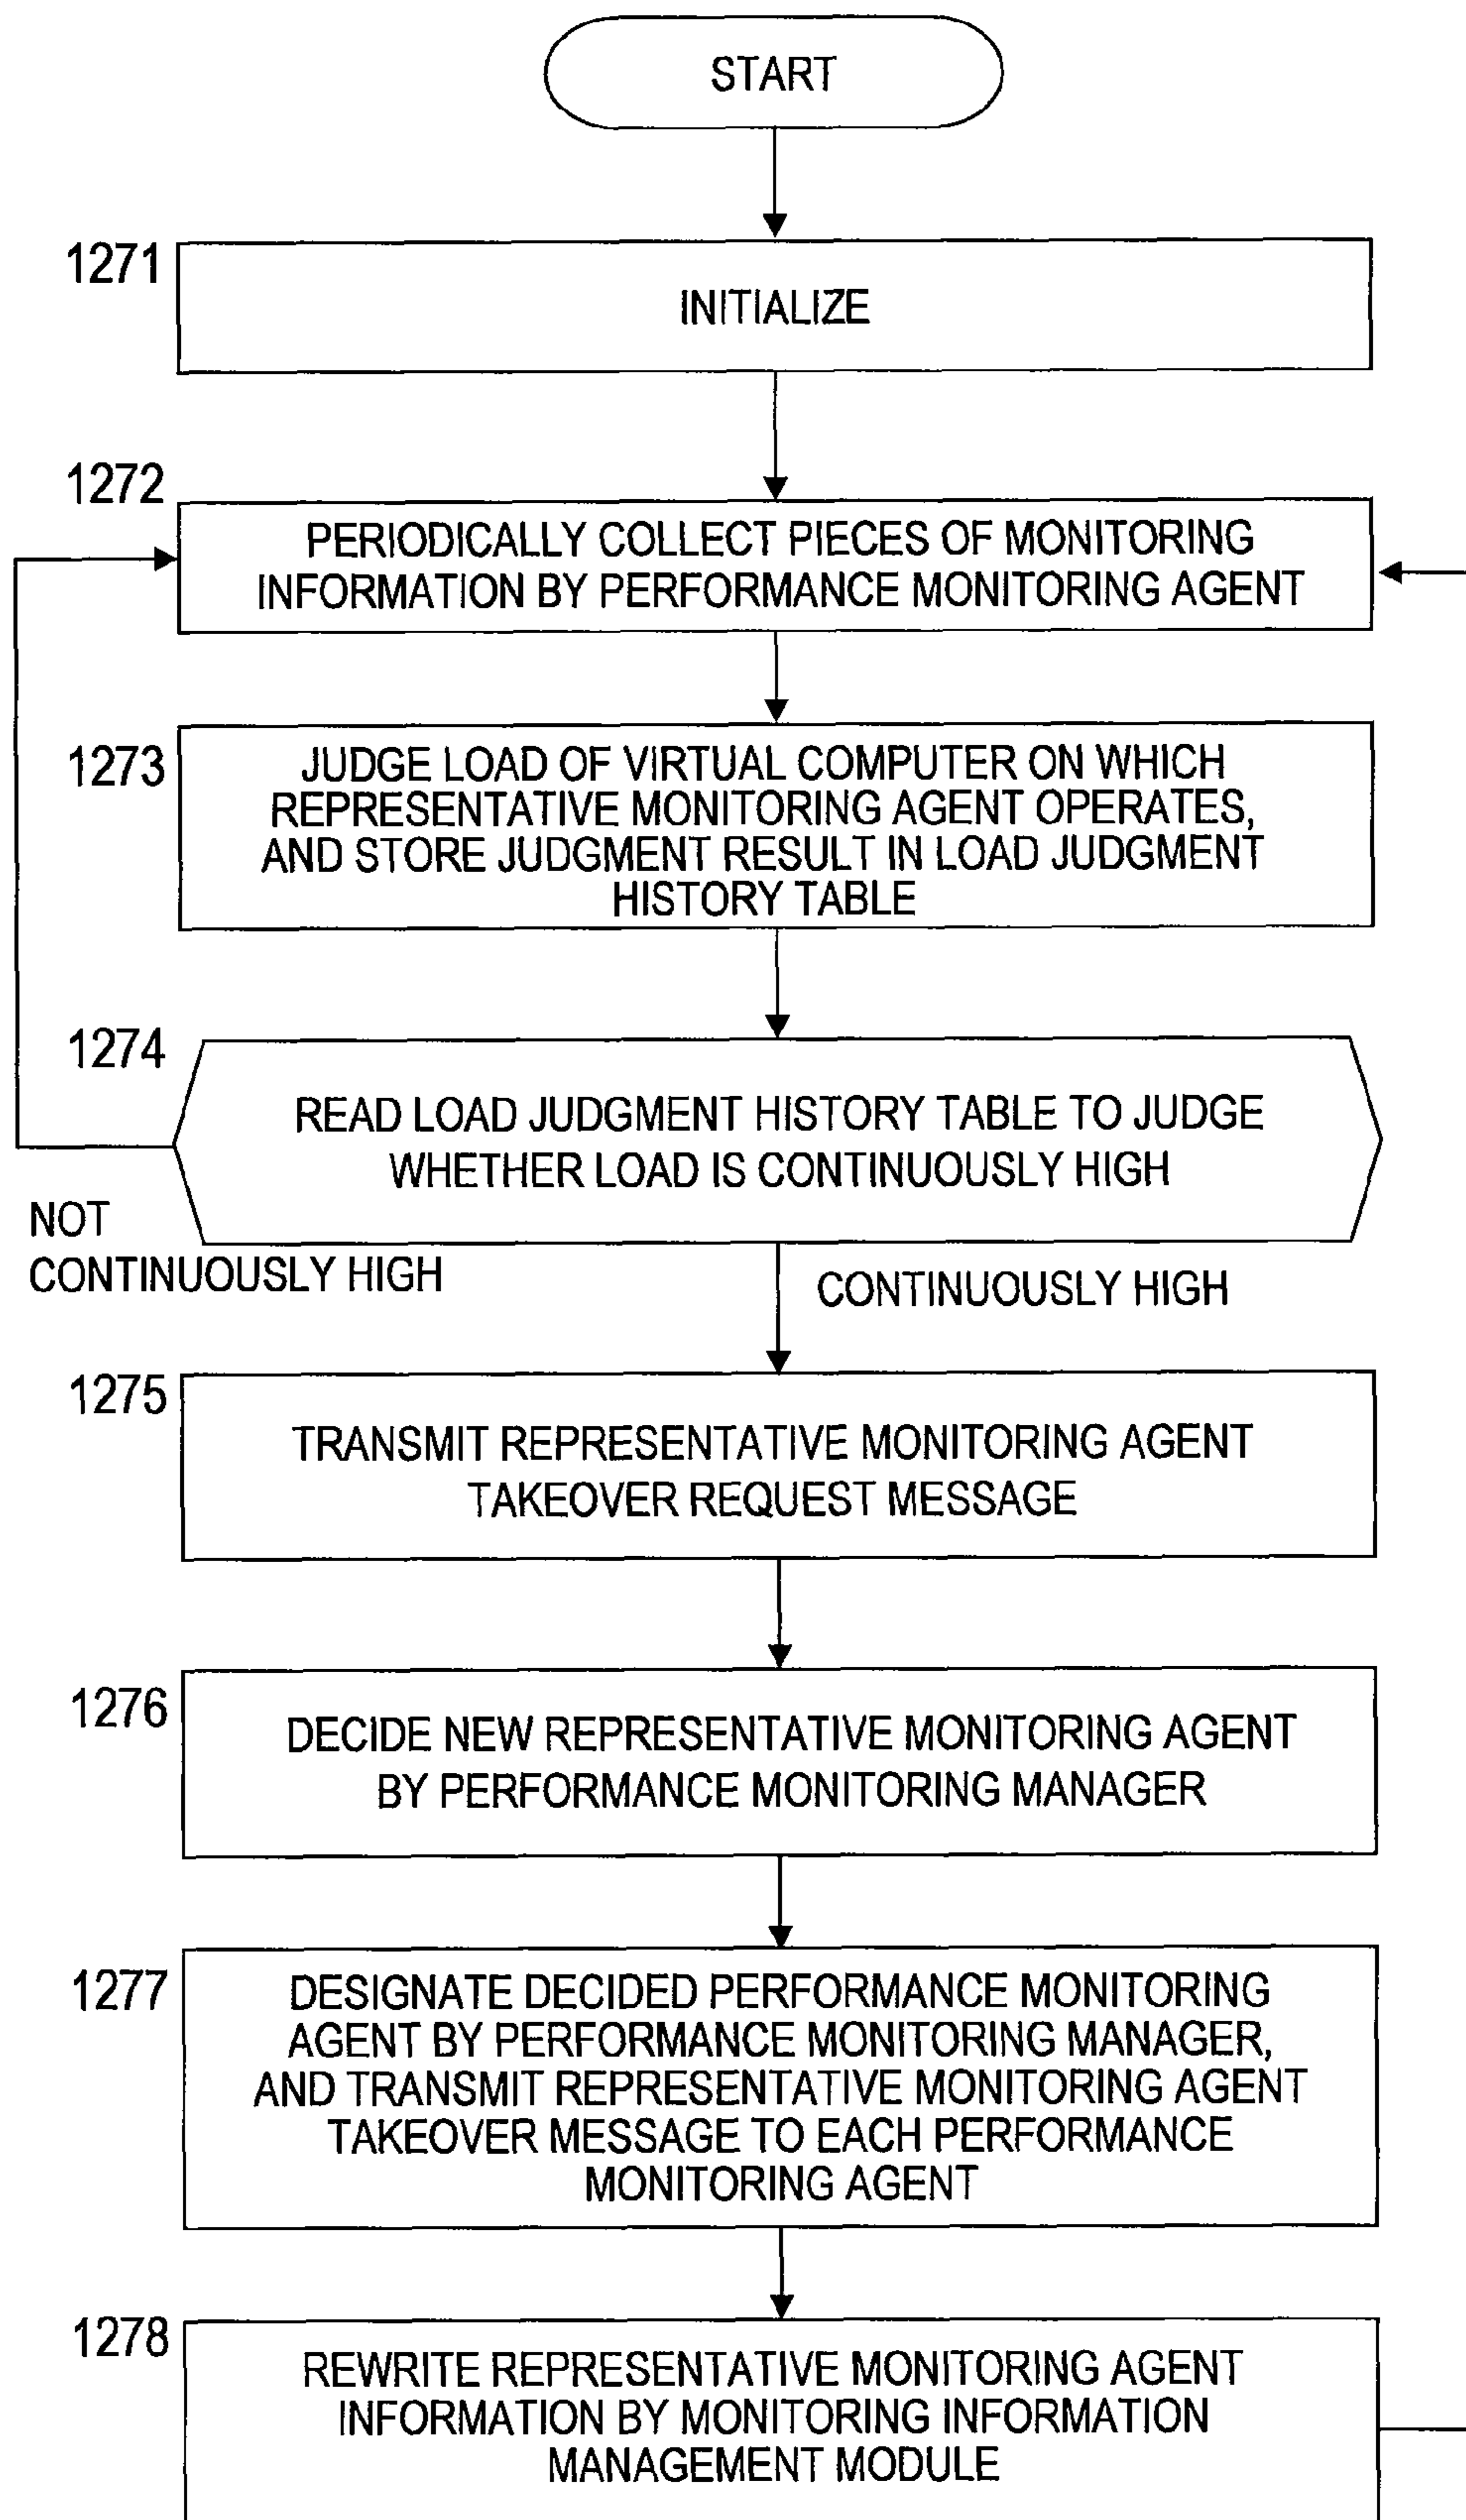 START
1271
INITIALIZE
1272
PERIODICALLY COLLECT PIECES OF MONITORING
INFORMATION BY PERFORMANCE MONITORING AGENT
1273
JUDGE LOAD OF VIRTUAL COMPUTER ON WHICH
REPRESENTATIVE MONITORING AGENT OPERATES,
AND STORE JUDGMENT RESULT IN LOAD JUDGMENT
HISTORY TABLE
1274
READ LOAD JUDGMENT HISTORY TABLE TO JUDGE
WHETHER LOAD IS CONTINUOUSLY HIGH
NOT
CONTINUOUSLY HIGH
CONTINUOUSLY HIGH
1275
TRANSMIT REPRESENTATIVE MONITORING AGENT
TAKEOVER REQUEST MESSAGE
1276
DECIDE NEW REPRESENTATIVE MONITORING AGENT
BY PERFORMANCE MONITORING MANAGER
1277
DESIGNATE DECIDED PERFORMANCE MONITORING
AGENT BY PERFORMANCE MONITORING MANAGER,
AND TRANSMIT REPRESENTATIVE MONITORING AGENT
TAKEOVER MESSAGE TO EACH PERFORMANCE
MONITORING AGENT
1278
REWRITE REPRESENTATIVE MONITORING AGENT
INFORMATION BY MONITORING INFORMATION
MANAGEMENT MODULE